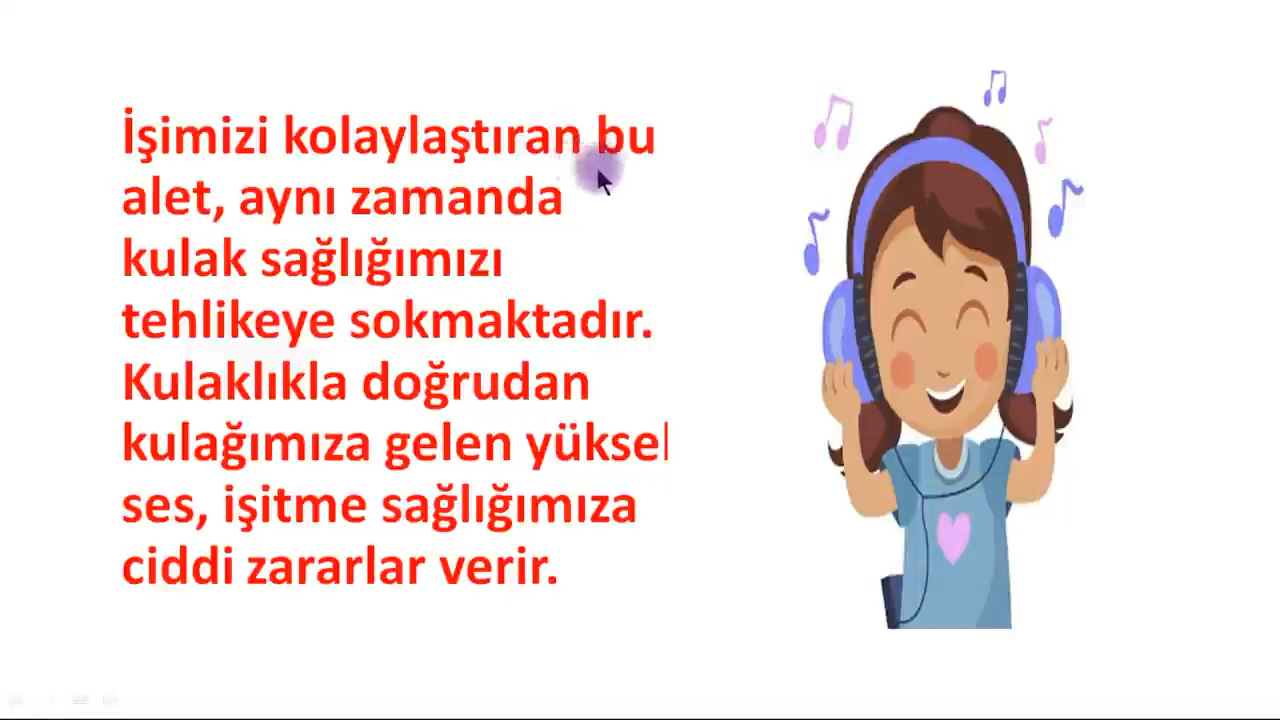 İşimizi kolaylaştıran bu
alet, aynı zamanda
kulak sağlığımızı
tehlikeye sokmaktadır.
Kulaklıkla doğrudan
kulağımıza gelen yüksel
ses, işitme sağlığımıza
ciddi zararlar verir.